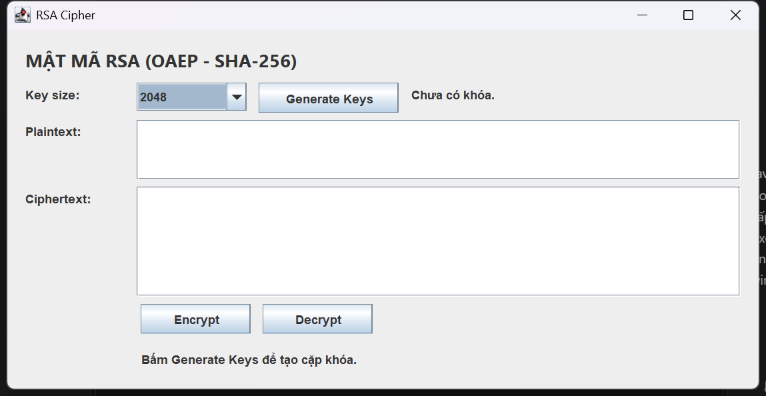 RSA Cipher
MẬT MÃ RSA (OAEP - SHA-256)
Key size: 2048 Generate Keys Chưa có khóa.
Plaintext:
Ciphertext:
Encrypt Decrypt
Bấm Generate Keys để tạo cặp khóa.